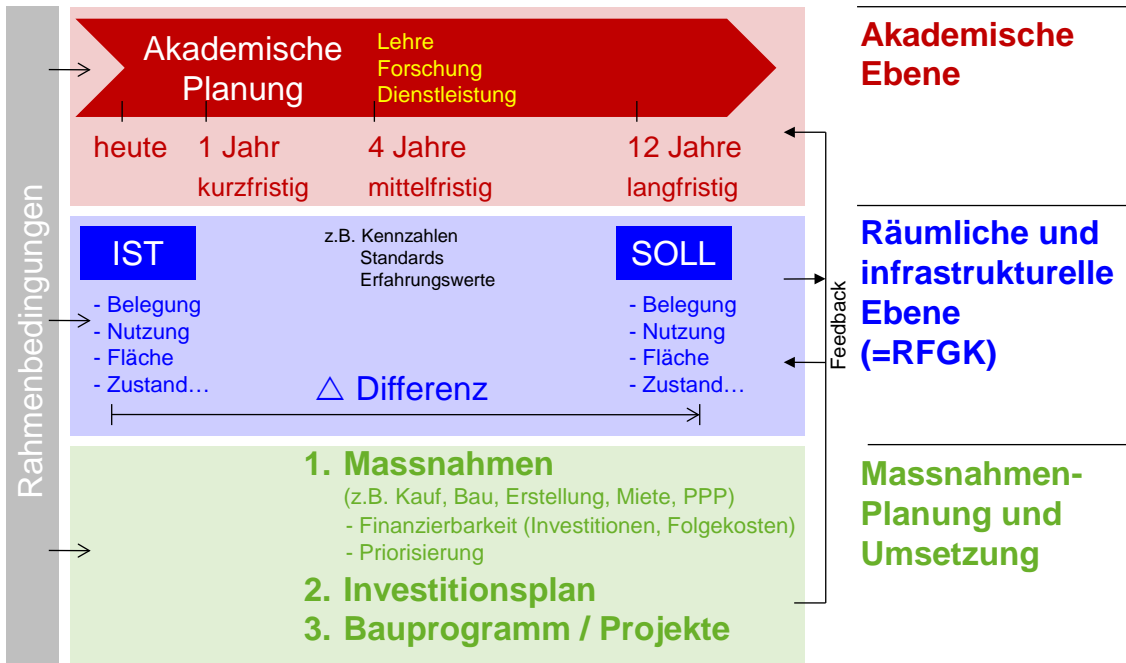 Rahmenbedingungen
Akademische
Planung
Lehre
Forschung
Dienstleistung
heute
1 Jahr
kurzfristig
4 Jahre
mittelfristig
12 Jahre
langfristig
Akademische
Ebene
IST
- Belegung
- Nutzung
- Fläche
- Zustand…
z.B. Kennzahlen
Standards
Erfahrungswerte
△ Differenz
SOLL
- Belegung
- Nutzung
- Fläche
- Zustand…
Feedback
Räumliche und
infrastrukturelle
Ebene
(=RFGK)
1. Massnahmen
(z.B. Kauf, Bau, Erstellung, Miete, PPP)
- Finanzierbarkeit (Investitionen, Folgekosten)
- Priorisierung
2. Investitionsplan
3. Bauprogramm / Projekte
Massnahmen-
Planung und
Umsetzung